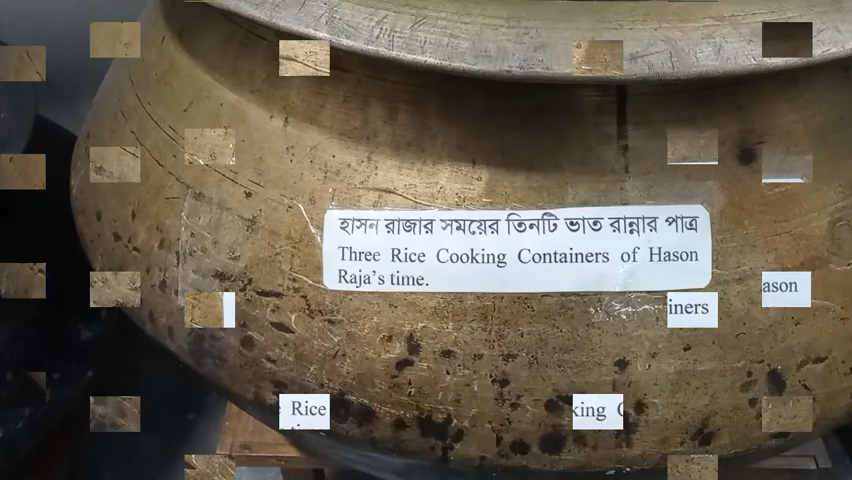 হাসন রাজার সময়ের তিনটি ভাত রান্নার পাত্র
Three Rice Cooking Containers of Hason
Raja's time.
ason
iners
Rice
king